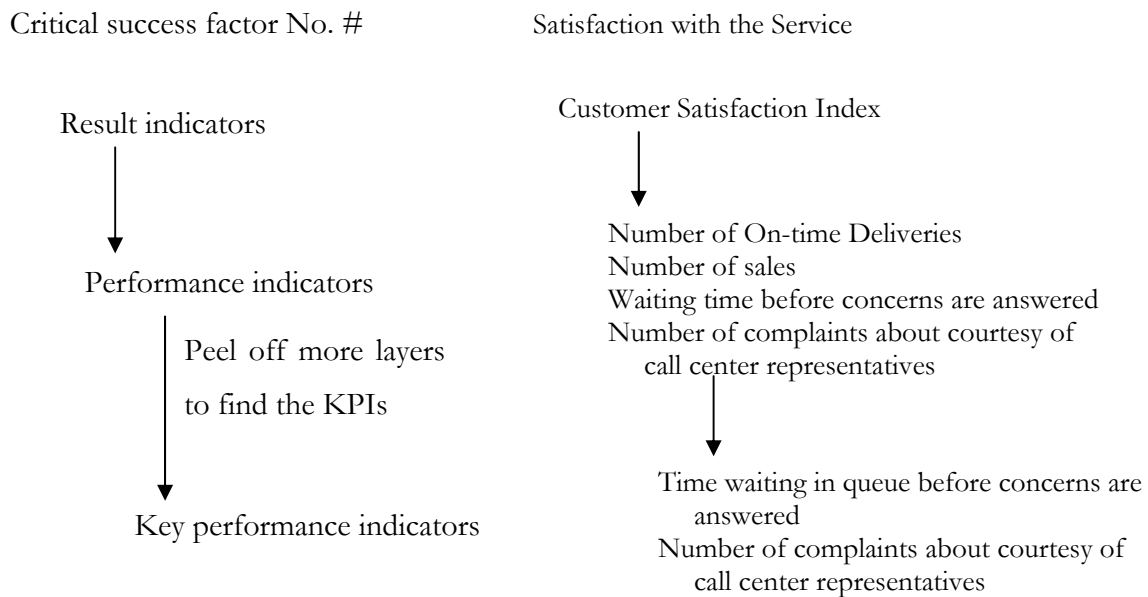 Critical success factor No. #
Satisfaction with the Service
Result indicators
Customer Satisfaction Index
Performance indicators
Number of On-time Deliveries
Number of sales
Waiting time before concerns are answered
Number of complaints about courtesy of
call center representatives
Peel off more layers
to find the KPIs
Key performance indicators
Time waiting in queue before concerns are
answered
Number of complaints about courtesy of
call center representatives